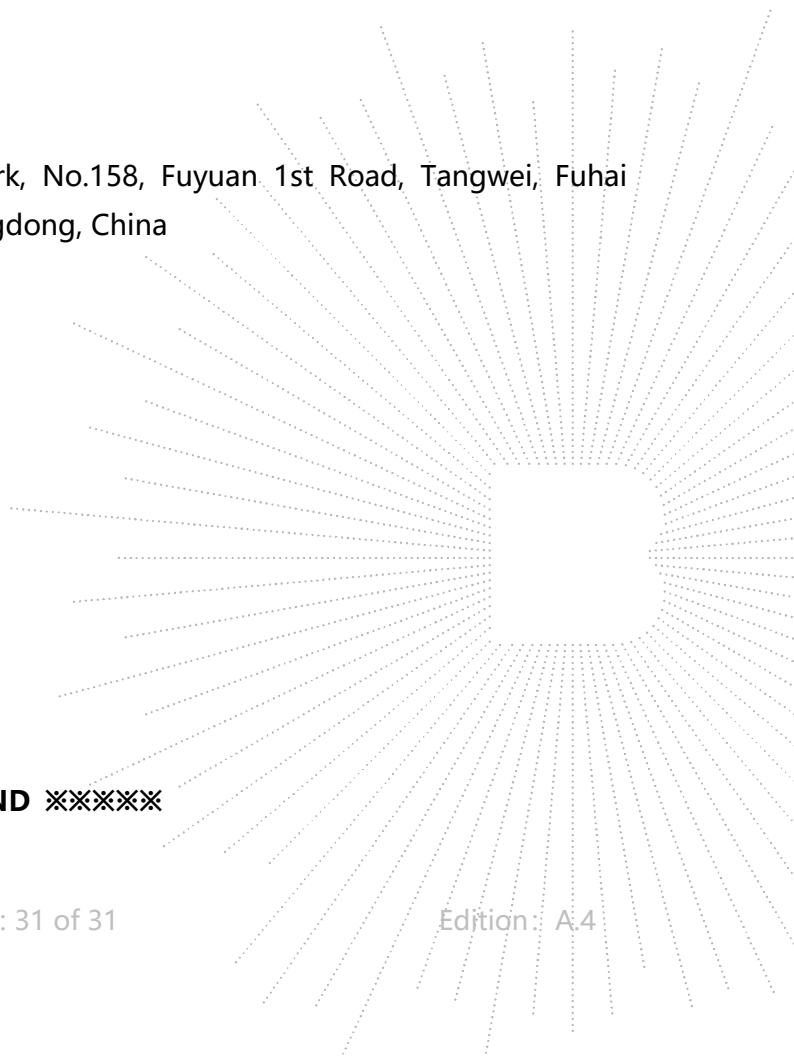 rk, No.158, Fuyuan 1st Road, Tangwei, Fuhai
gdong, China
ND ※※※※※
: 31 of 31 Edition： A.4